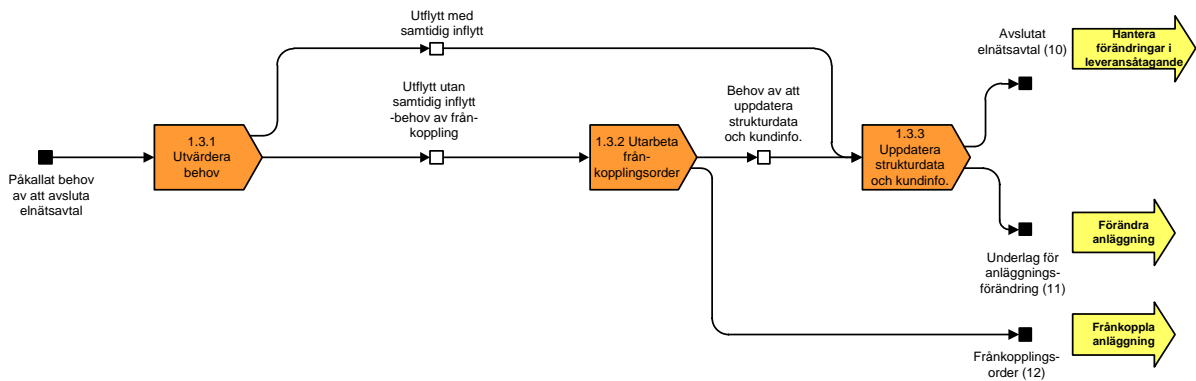 Utflytt med
samtidig inflytt
Avslutat
elnätsavtal (10)
Hantera
förändringar i
leveransåtagande
Utflytt utan
samtidig inflytt
-behov av från-
koppling
Behov av att
uppdatera
strukturdata
och kundinfo.
1.3.1
Utvärdera
behov
1.3.2 Utarbeta
från-
kopplingsorder
1.3.3
Uppdatera
strukturdata
och kundinfo.
Påkallat behov
av att avsluta
elnätsavtal
Förändra
anläggning
Underlag för
anläggnings-
förändring (11)
Frånkoppla
anläggning
Frånkopplings-
order (12)